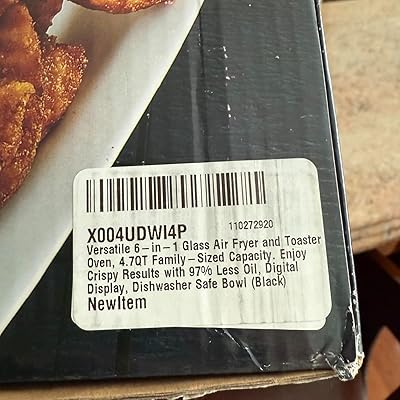 X004UDWI4P 110272920
Versatile 6-in-1 Glass Air Fryer and Toaster
Oven, 4.7QT Family-Sized Capacity. Enjoy
Crispy Results with 97% Less Oil, Digital
Display, Dishwasher Safe Bowl (Black)
NewItem